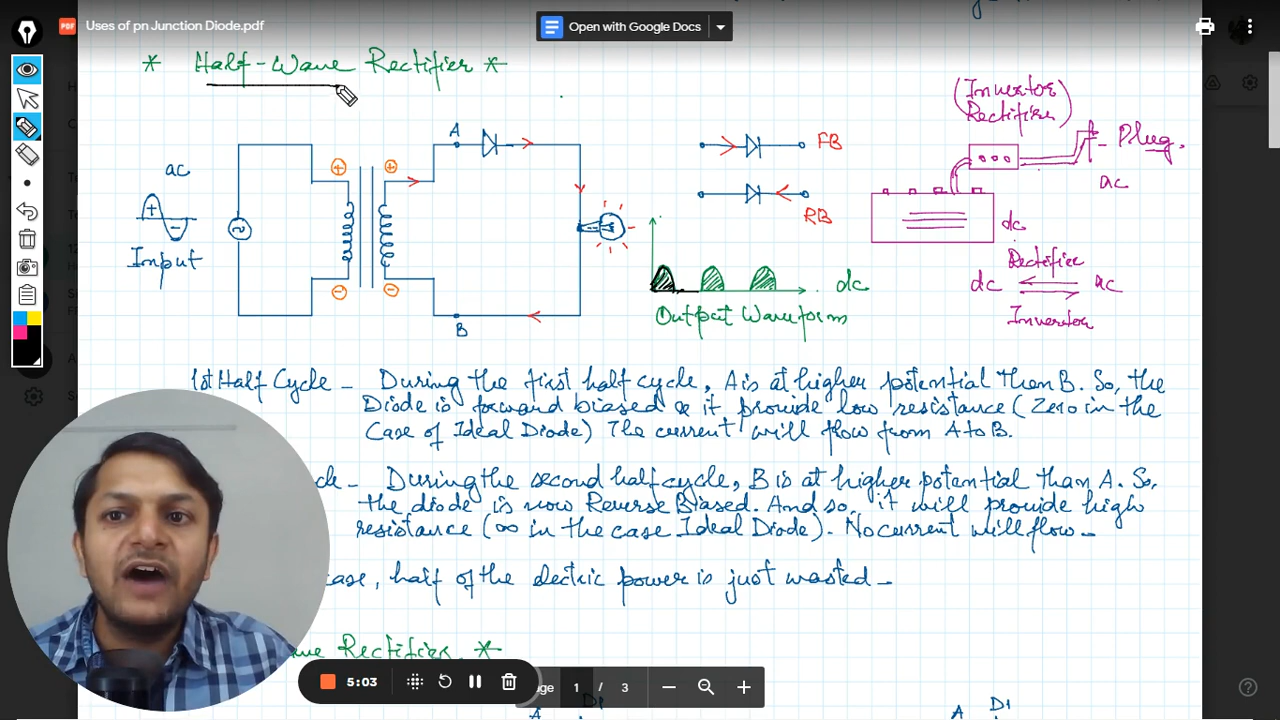 PDF Uses of pn Junction Diode.pdf
Open with Google Docs
* Half-Wave Rectifier *
(Invertor)
Rectifier
Plug.
ac
dc
Rectifier
dc ac
Invertor
ac
+
-
Input
+
+
-
-
A
B
FB
RB
dc
Output Waveform
1st Half Cycle - During the first half cycle, A is at higher potential then B. So, the
Diode is forward biased & it provide low resistance (Zero in the
Case of Ideal Diode) The current will flow from A to B.
cle - During the second half cycle, B is at higher potential than A. So,
the diode is now Reverse Biased. And so, it will provide high
resistance (∞ in the case Ideal Diode). No current will flow -
case, half of the electric power is just wasted -
Rectifier *
5:03
1 / 3
A
D1
A
D1